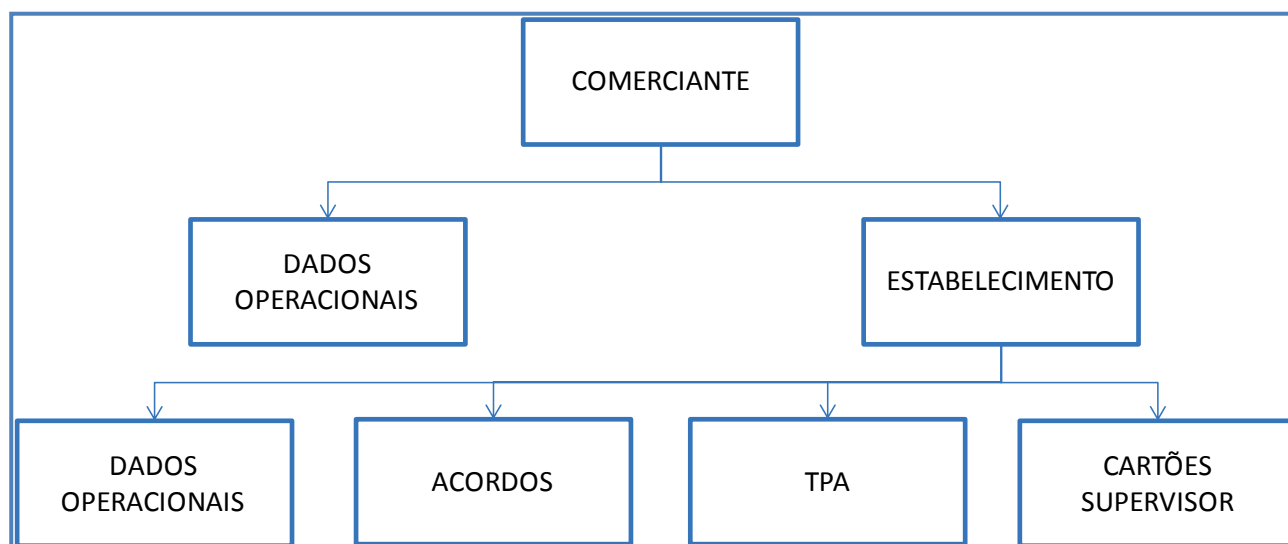 COMERCIANTE
DADOS
OPERACIONAIS
ESTABELECIMENTO
DADOS
OPERACIONAIS
ACORDOS
TPA
CARTÕES
SUPERVISOR